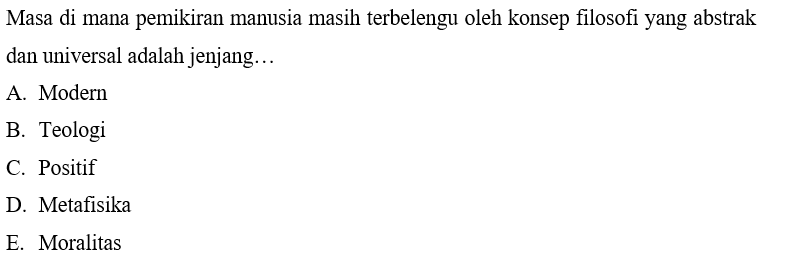 Masa di mana pemikiran manusia masih terbelengu oleh konsep filosofi yang abstrak
dan universal adalah jenjang…
A. Modern
B. Teologi
C. Positif
D. Metafisika
E. Moralitas